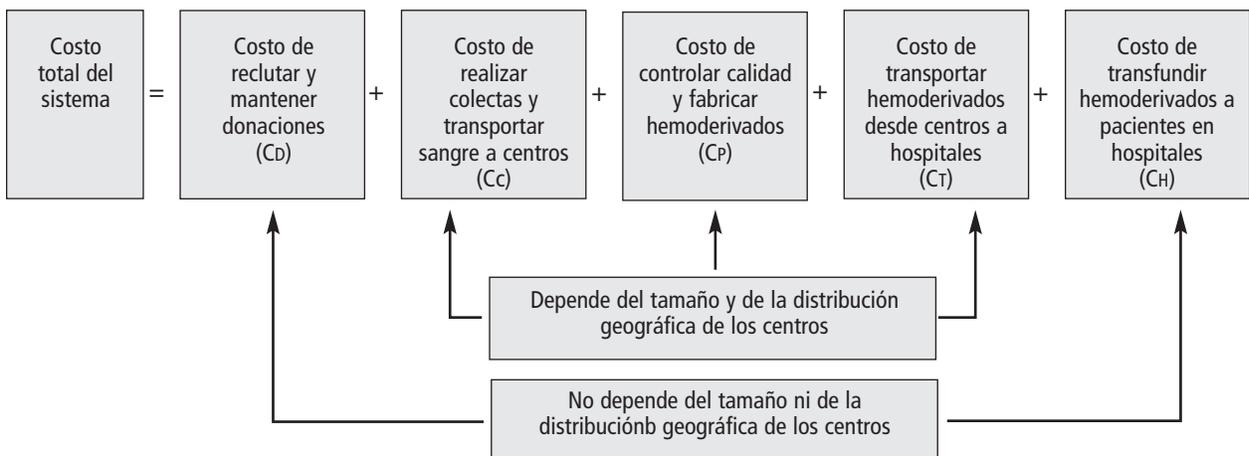 Costo
total del
sistema
=
Costo de
reclutar y
mantener
donaciones
(CD)
+
Costo de
realizar
colectas y
transportar
sangre a centros
(Cc)
+
Costo de
controlar calidad
y fabricar
hemoderivados
(CP)
+
Costo de
transportar
hemoderivados
desde centros a
hospitales
(CT)
+
Costo de
transfundir
hemoderivados a
pacientes en
hospitales
(CH)
Depende del tamaño y de la distribución
geográfica de los centros
No depende del tamaño ni de la
distribuciónb geográfica de los centros